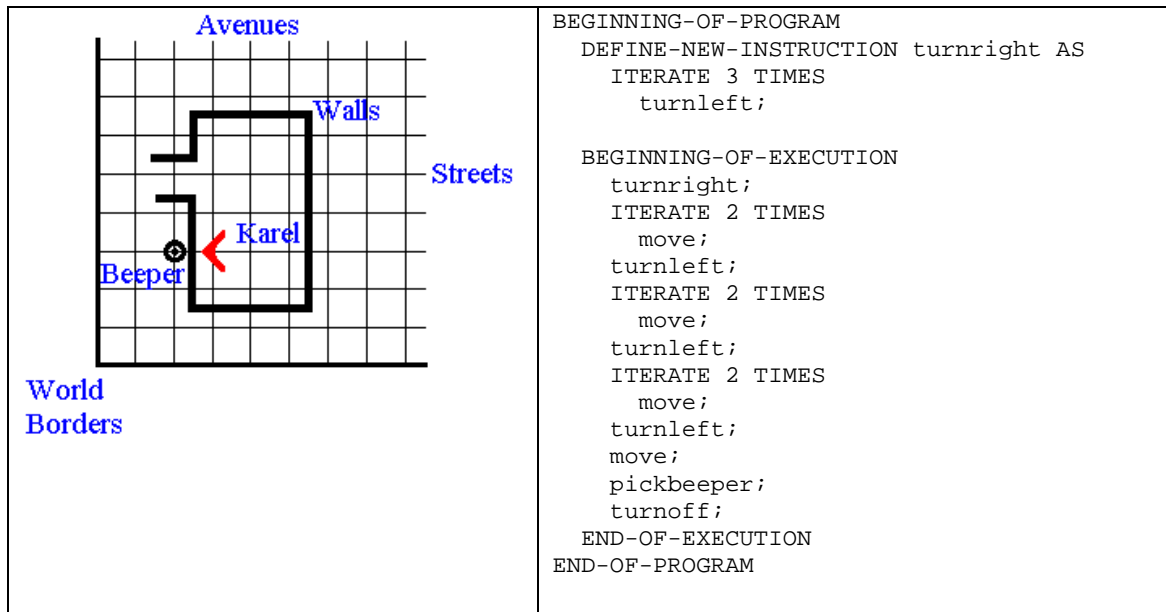 Avenues
Walls
Streets
Karel
Beeper
World
Borders
BEGINNING-OF-PROGRAM
DEFINE-NEW-INSTRUCTION turnright AS
ITERATE 3 TIMES
turnleft;
BEGINNING-OF-EXECUTION
turnright;
ITERATE 2 TIMES
move;
turnleft;
ITERATE 2 TIMES
move;
turnleft;
ITERATE 2 TIMES
move;
turnleft;
move;
pickbeeper;
turnoff;
END-OF-EXECUTION
END-OF-PROGRAM